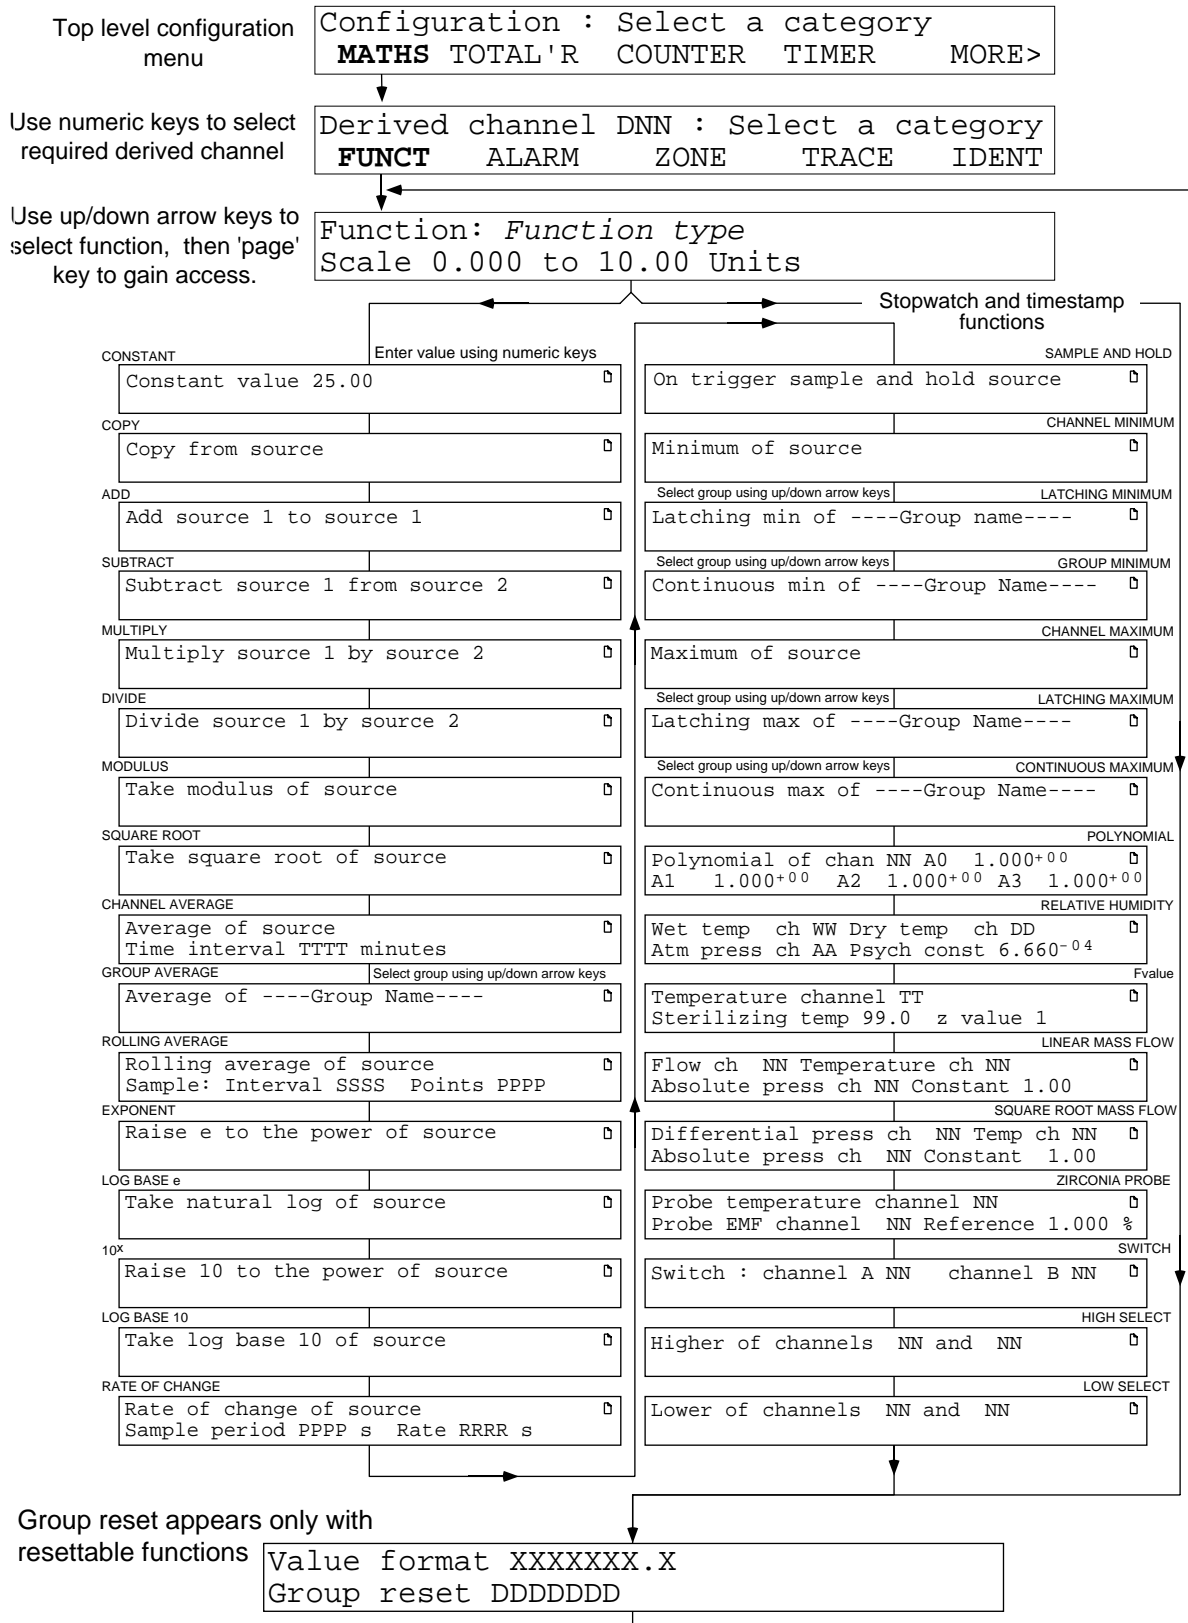 Top level configuration
menu
Configuration : Select a category
MATHS TOTAL'R COUNTER TIMER MORE>
Use numeric keys to select
required derived channel
Derived channel DNN : Select a category
FUNCT ALARM ZONE TRACE IDENT
Use up/down arrow keys to
select function, then 'page'
key to gain access.
Function: Function type
Scale 0.000 to 10.00 Units
Stopwatch and timestamp
functions
CONSTANT
Enter value using numeric keys
Constant value 25.00
COPY
Copy from source
ADD
Add source 1 to source 1
SUBTRACT
Subtract source 1 from source 2
MULTIPLY
Multiply source 1 by source 2
DIVIDE
Divide source 1 by source 2
MODULUS
Take modulus of source
SQUARE ROOT
Take square root of source
CHANNEL AVERAGE
Average of source
Time interval TTTT minutes
GROUP AVERAGE
Select group using up/down arrow keys
Average of ----Group Name----
ROLLING AVERAGE
Rolling average of source
Sample: Interval SSSS Points PPPP
EXPONENT
Raise e to the power of source
LOG BASE e
Take natural log of source
10ˣ
Raise 10 to the power of source
LOG BASE 10
Take log base 10 of source
RATE OF CHANGE
Rate of change of source
Sample period PPPP s Rate RRRR s
SAMPLE AND HOLD
On trigger sample and hold source
CHANNEL MINIMUM
Minimum of source
Select group using up/down arrow keys
LATCHING MINIMUM
Latching min of ----Group name----
Select group using up/down arrow keys
GROUP MINIMUM
Continuous min of ----Group Name----
CHANNEL MAXIMUM
Maximum of source
Select group using up/down arrow keys
LATCHING MAXIMUM
Latching max of ----Group Name----
Select group using up/down arrow keys
CONTINUOUS MAXIMUM
Continuous max of ----Group Name----
POLYNOMIAL
Polynomial of chan NN A0 1.000⁺⁰⁰
A1 1.000⁺⁰⁰ A2 1.000⁺⁰⁰ A3 1.000⁺⁰⁰
RELATIVE HUMIDITY
Wet temp ch WW Dry temp ch DD
Atm press ch AA Psych const 6.660⁻⁰⁴
Fvalue
Temperature channel TT
Sterilizing temp 99.0 z value 1
LINEAR MASS FLOW
Flow ch NN Temperature ch NN
Absolute press ch NN Constant 1.00
SQUARE ROOT MASS FLOW
Differential press ch NN Temp ch NN
Absolute press ch NN Constant 1.00
ZIRCONIA PROBE
Probe temperature channel NN
Probe EMF channel NN Reference 1.000 %
SWITCH
Switch : channel A NN channel B NN
HIGH SELECT
Higher of channels NN and NN
LOW SELECT
Lower of channels NN and NN
Group reset appears only with
resettable functions
Value format XXXXXXX.X
Group reset DDDDDDD